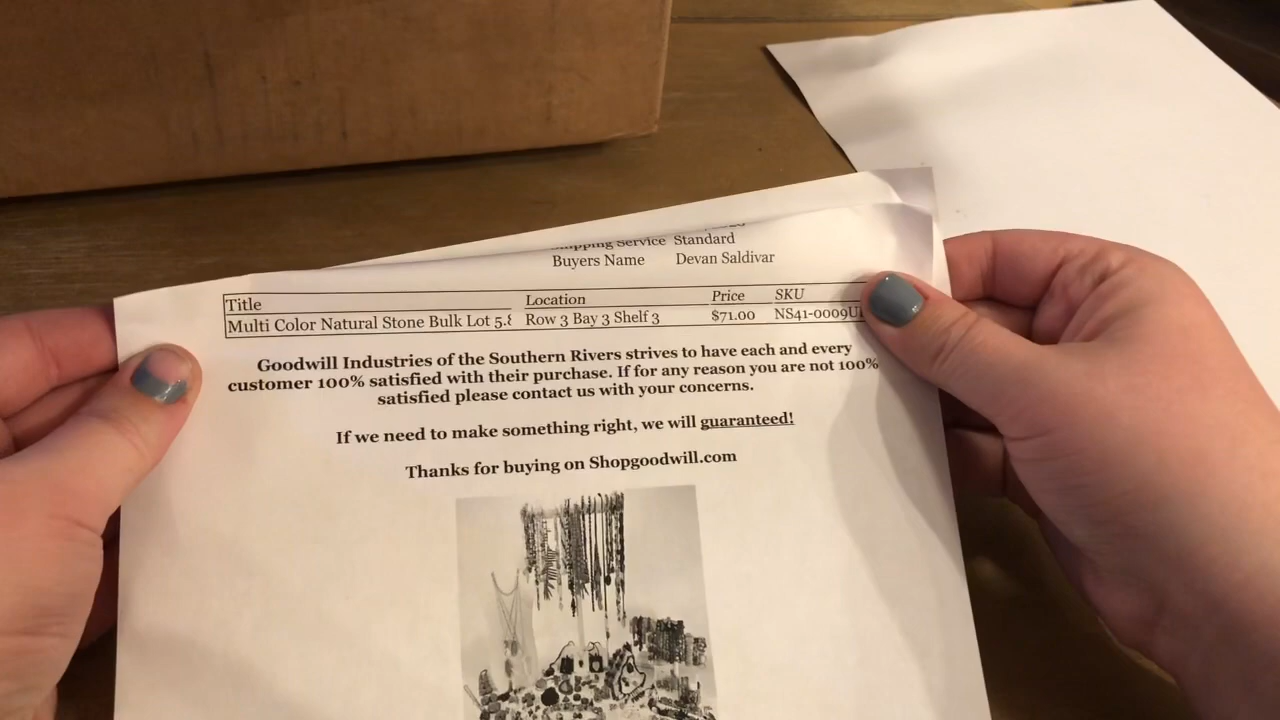 Shipping Service Standard
Buyers Name Devan Saldivar
Title Location Price SKU
Multi Color Natural Stone Bulk Lot 5.8 Row 3 Bay 3 Shelf 3 $71.00 NS41-0009U
Goodwill Industries of the Southern Rivers strives to have each and every
customer 100% satisfied with their purchase. If for any reason you are not 100%
satisfied please contact us with your concerns.
If we need to make something right, we will guaranteed!
Thanks for buying on Shopgoodwill.com